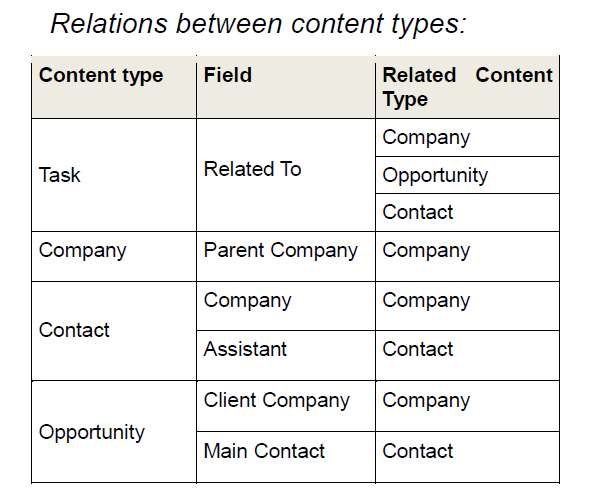 Relations between content types:
Content type Field Related Content
Type
Company
Task Related To Opportunity
Contact
Company Parent Company Company
Contact Company Company
Assistant Contact
Opportunity Client Company Company
Main Contact Contact